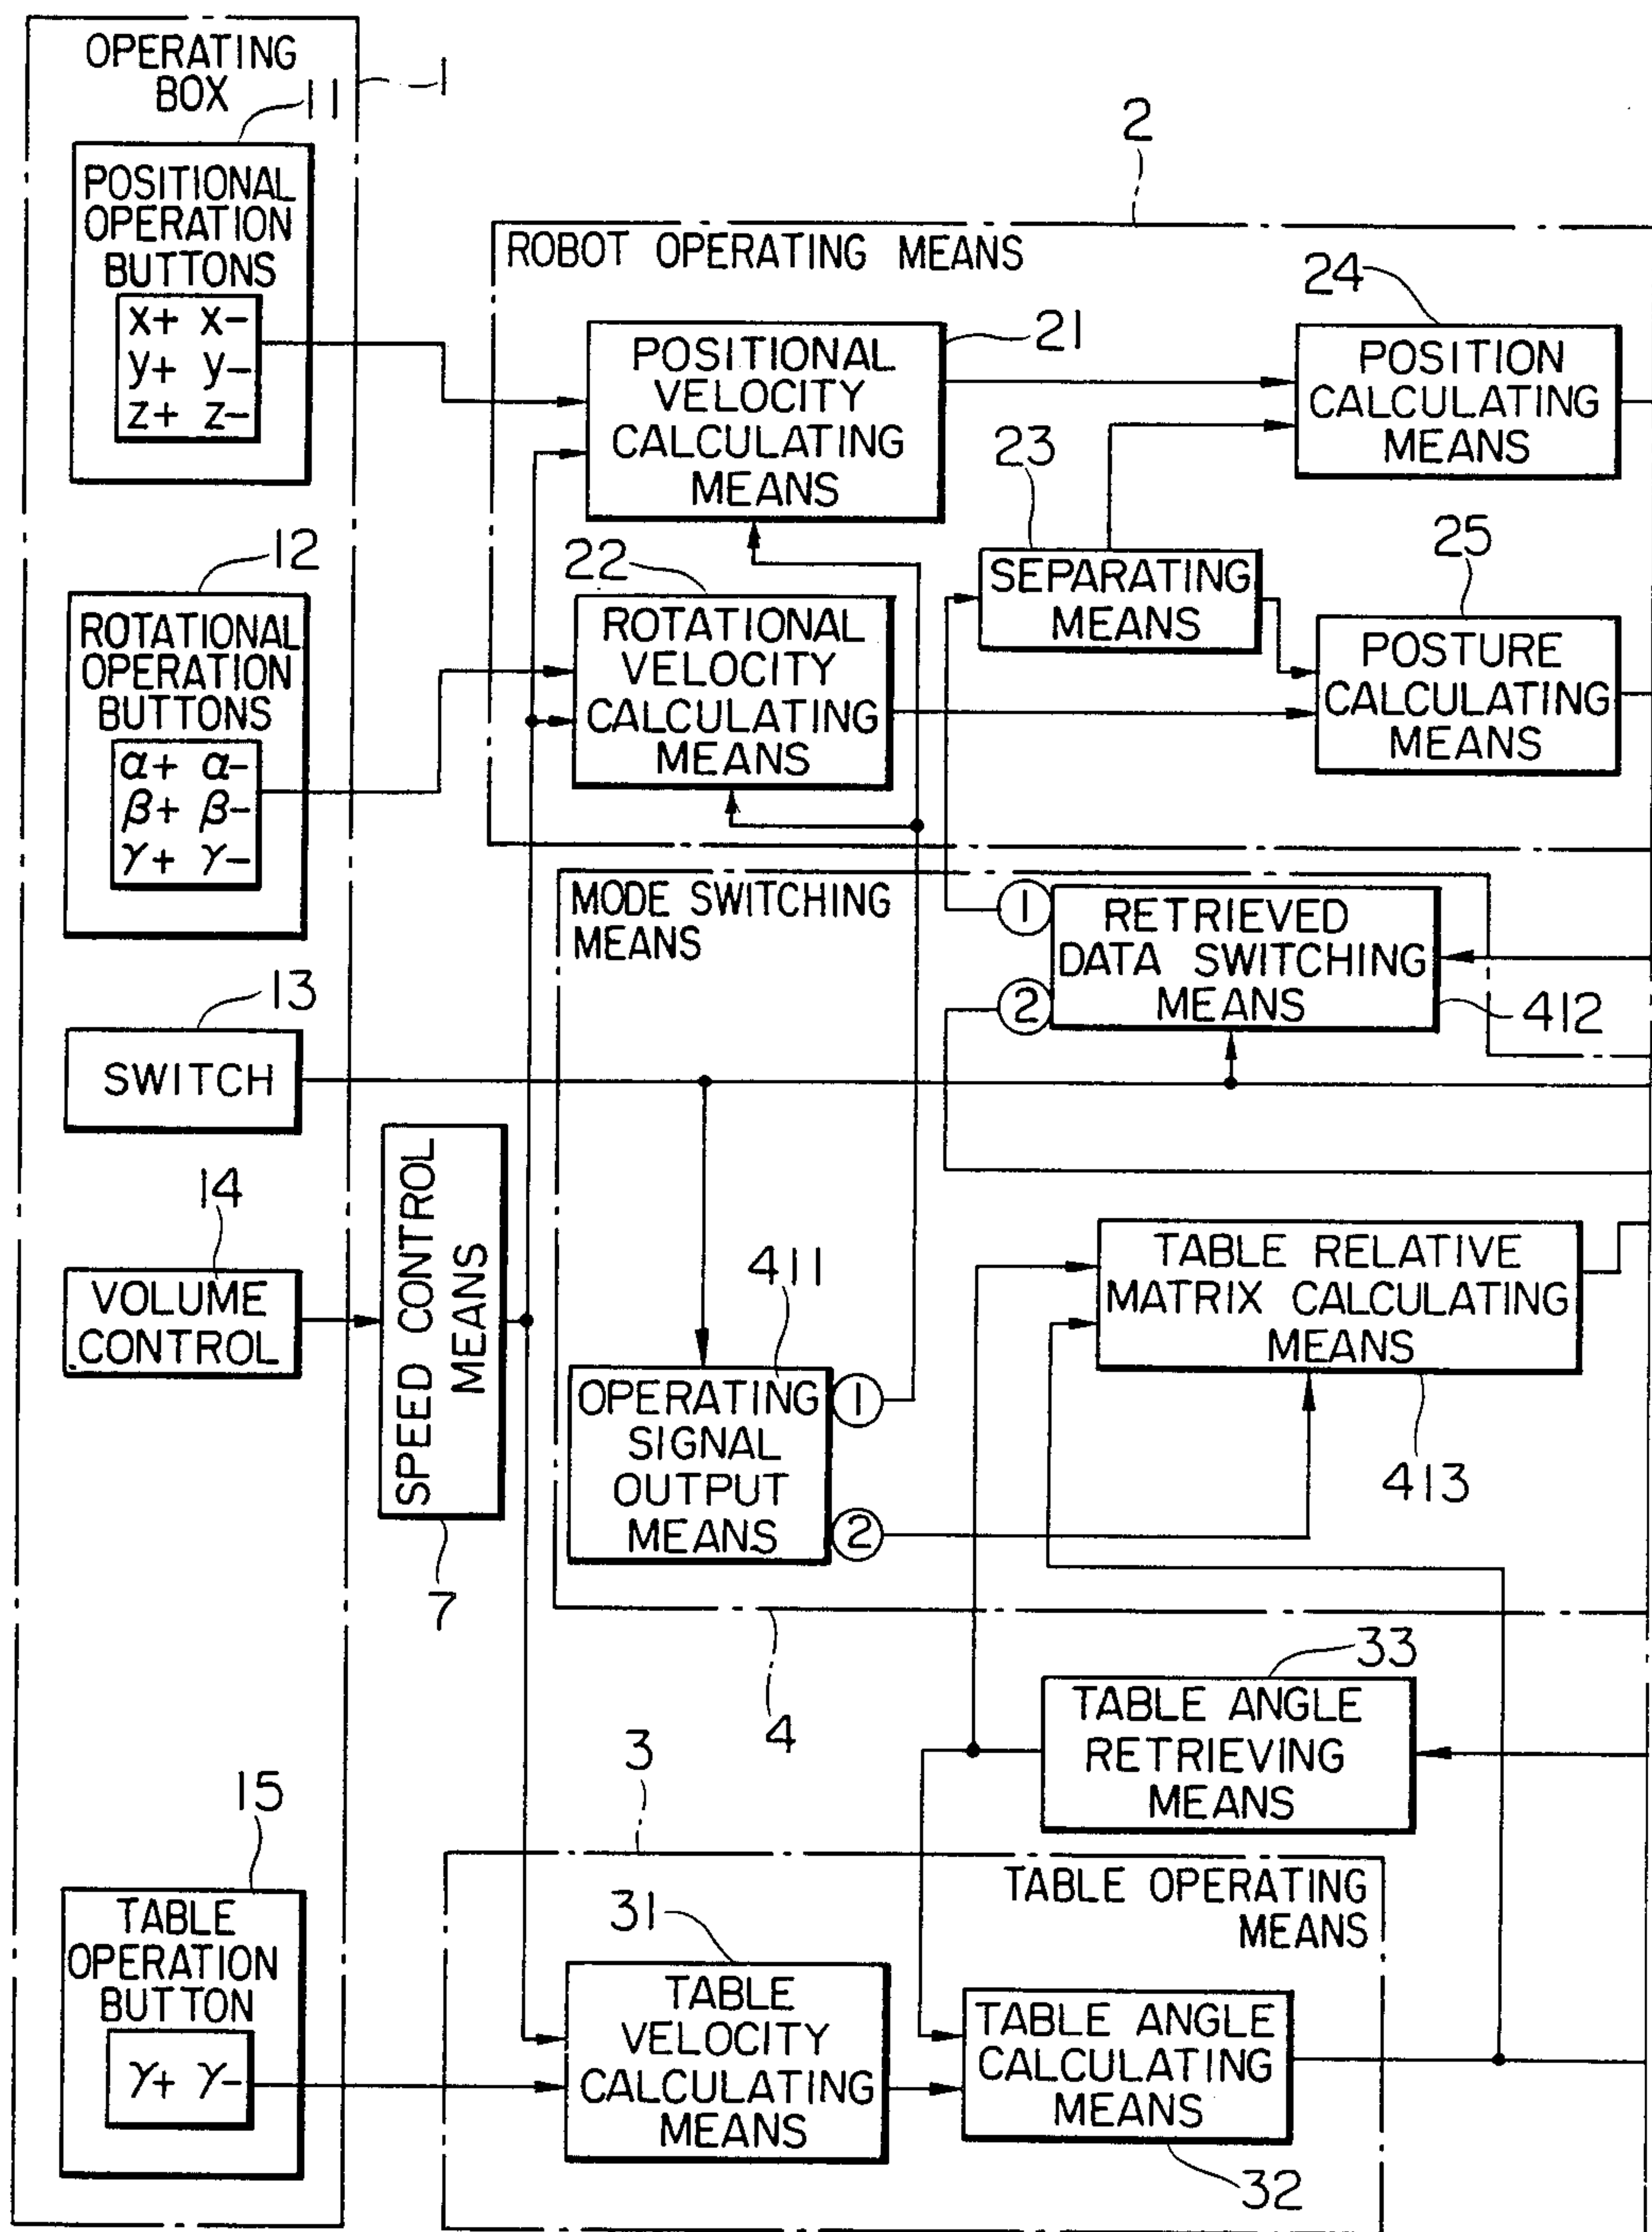 OPERATING
BOX
1
11
POSITIONAL
OPERATION
BUTTONS
x+ x-
y+ y-
z+ z-
12
ROTATIONAL
OPERATION
BUTTONS
α+ α-
β+ β-
γ+ γ-
13
SWITCH
14
VOLUME
CONTROL
15
TABLE
OPERATION
BUTTON
γ+ γ-
SPEED CONTROL
MEANS
7
2
ROBOT OPERATING MEANS
21
POSITIONAL
VELOCITY
CALCULATING
MEANS
22
ROTATIONAL
VELOCITY
CALCULATING
MEANS
23
SEPARATING
MEANS
24
POSITION
CALCULATING
MEANS
25
POSTURE
CALCULATING
MEANS
MODE SWITCHING
MEANS
1
2
RETRIEVED
DATA SWITCHING
MEANS
412
411
OPERATING
SIGNAL
OUTPUT
MEANS
1
2
TABLE RELATIVE
MATRIX CALCULATING
MEANS
413
4
33
TABLE ANGLE
RETRIEVING
MEANS
3
TABLE OPERATING
MEANS
31
TABLE
VELOCITY
CALCULATING
MEANS
TABLE ANGLE
CALCULATING
MEANS
32